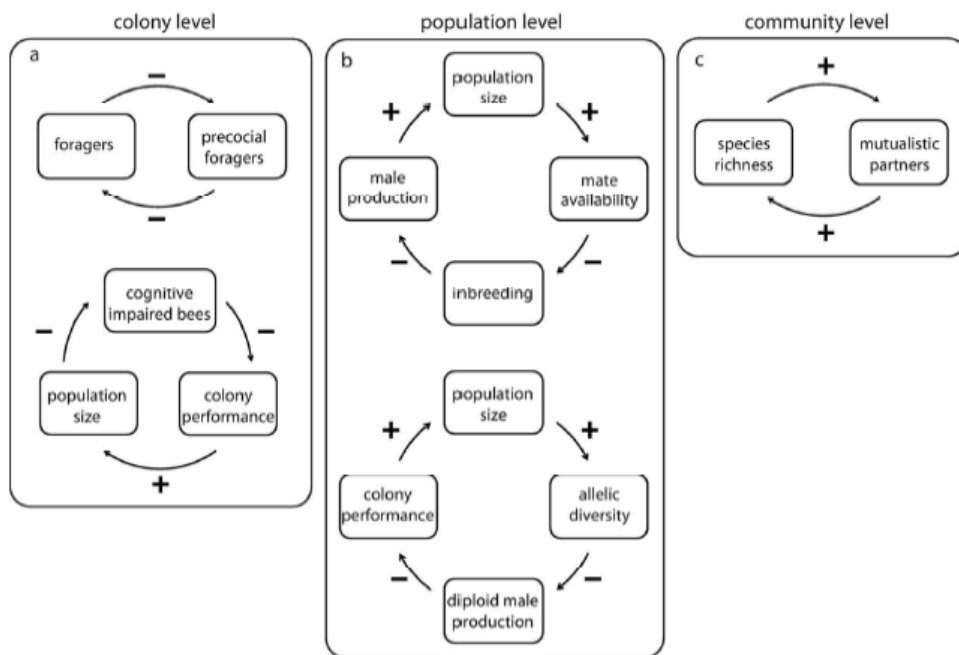 colony level
population level
community level
a
−
foragers
precocial
foragers
−
cognitive
impaired bees
−
−
population
size
colony
performance
+
b
population
size
+
+
male
production
mate
availability
−
−
inbreeding
population
size
+
+
colony
performance
allelic
diversity
−
−
diploid male
production
c
+
species
richness
mutualistic
partners
+